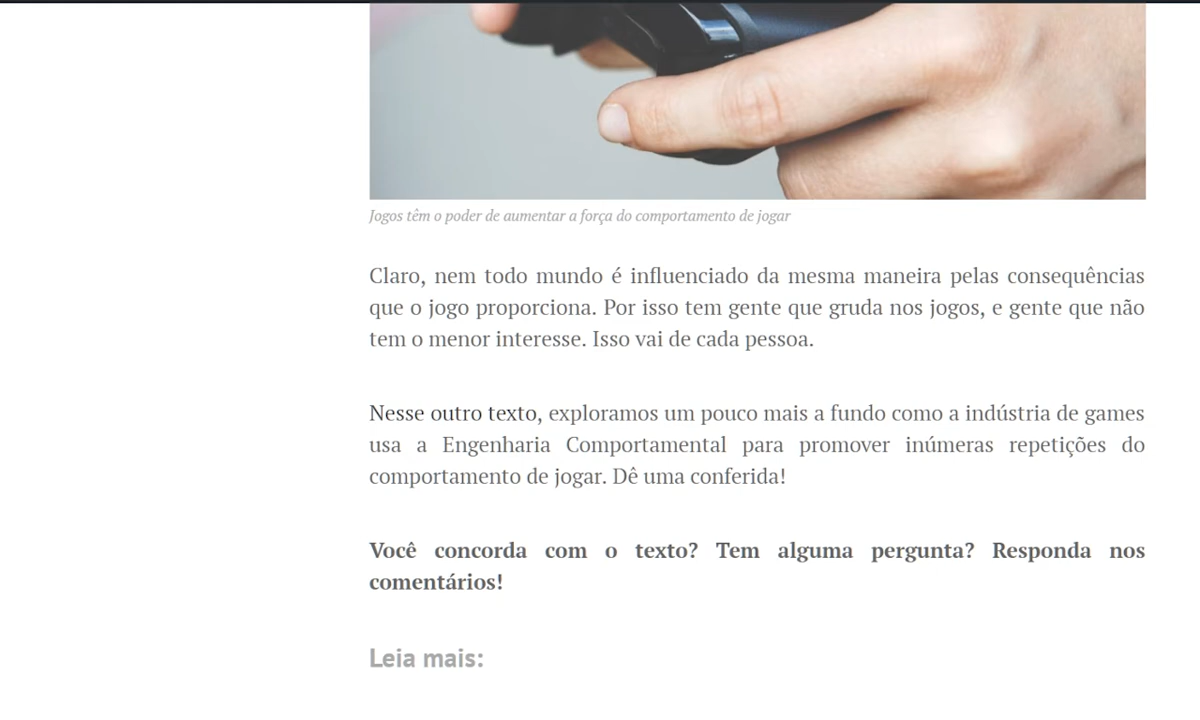 Jogos têm o poder de aumentar a força do comportamento de jogar
Claro, nem todo mundo é influenciado da mesma maneira pelas consequências
que o jogo proporciona. Por isso tem gente que gruda nos jogos, e gente que não
tem o menor interesse. Isso vai de cada pessoa.
Nesse outro texto, exploramos um pouco mais a fundo como a indústria de games
usa a Engenharia Comportamental para promover inúmeras repetições do
comportamento de jogar. Dê uma conferida!
Você concorda com o texto? Tem alguma pergunta? Responda nos
comentários!
Leia mais: